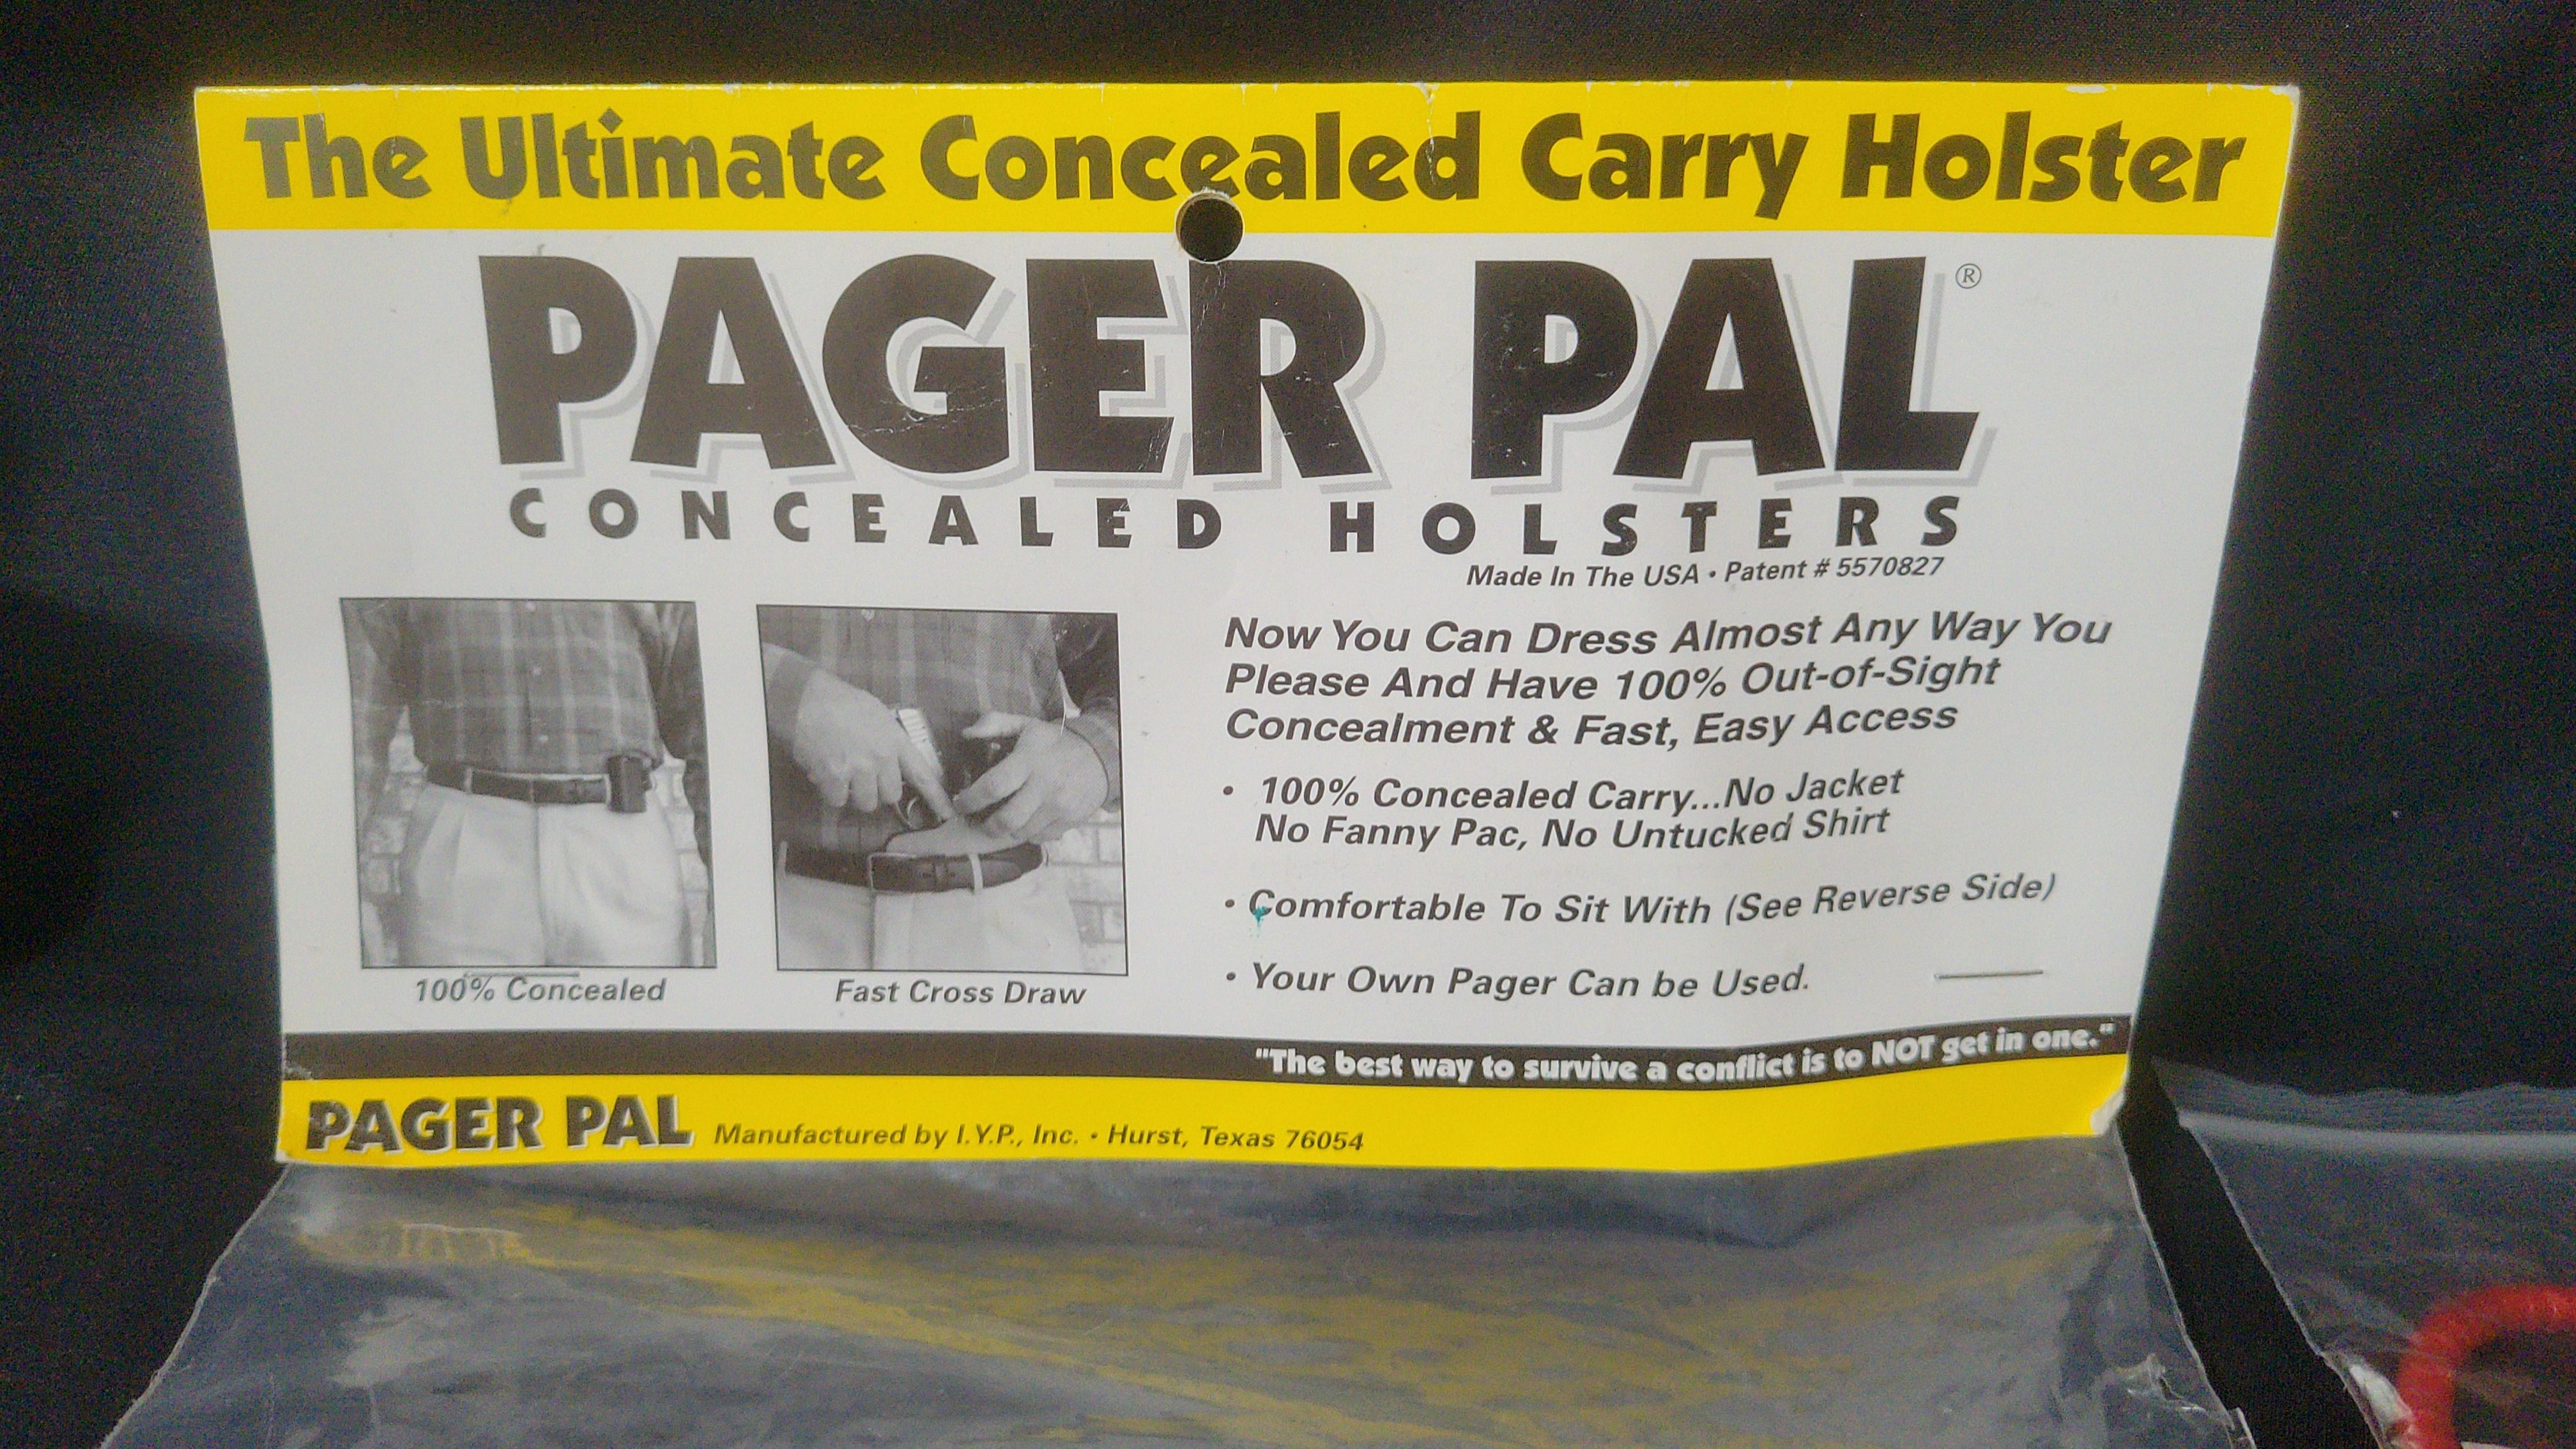 The Ultimate Concealed Carry Holster
PAGER PAL®
CONCEALED HOLSTERS
Made In The USA • Patent # 5570827
Now You Can Dress Almost Any Way You
Please And Have 100% Out-of-Sight
Concealment & Fast, Easy Access
• 100% Concealed Carry...No Jacket
No Fanny Pac, No Untucked Shirt
• Comfortable To Sit With (See Reverse Side)
• Your Own Pager Can be Used.
100% Concealed
Fast Cross Draw
"The best way to survive a conflict is to NOT get in one."
PAGER PAL Manufactured by I.Y.P., Inc. • Hurst, Texas 76054